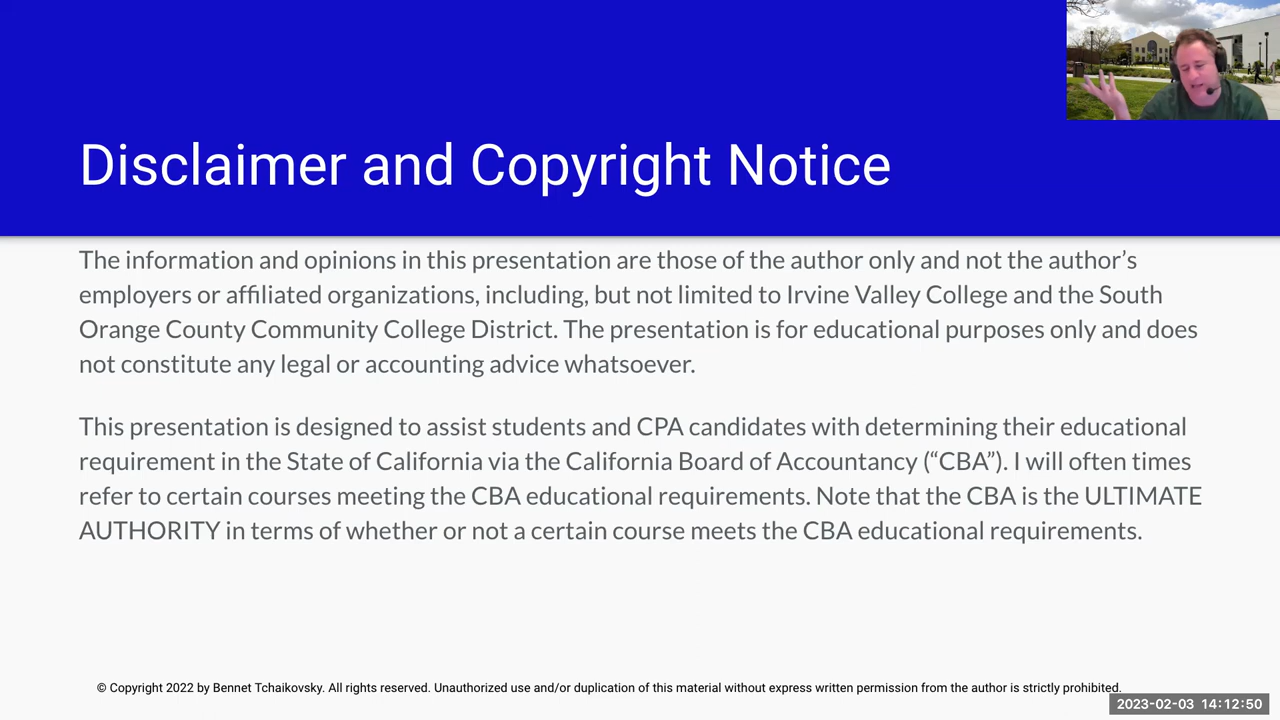 Disclaimer and Copyright Notice
The information and opinions in this presentation are those of the author only and not the author’s
employers or affiliated organizations, including, but not limited to Irvine Valley College and the South
Orange County Community College District. The presentation is for educational purposes only and does
not constitute any legal or accounting advice whatsoever.
This presentation is designed to assist students and CPA candidates with determining their educational
requirement in the State of California via the California Board of Accountancy (“CBA”). I will often times
refer to certain courses meeting the CBA educational requirements. Note that the CBA is the ULTIMATE
AUTHORITY in terms of whether or not a certain course meets the CBA educational requirements.
© Copyright 2022 by Bennet Tchaikovsky. All rights reserved. Unauthorized use and/or duplication of this material without express written permission from the author is strictly prohibited.
2023-02-03 14:12:50